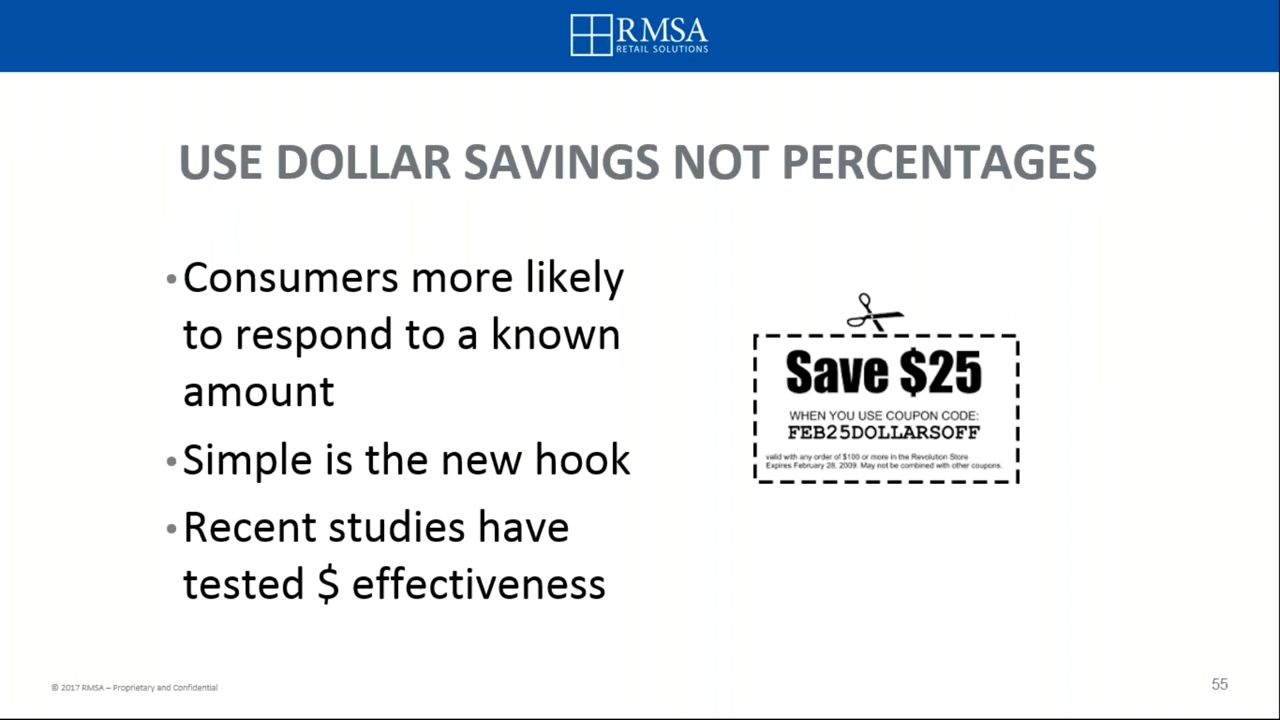 RMSA
RETAIL SOLUTIONS
USE DOLLAR SAVINGS NOT PERCENTAGES
•Consumers more likely
to respond to a known
amount
•Simple is the new hook
•Recent studies have
tested $ effectiveness
Save $25
WHEN YOU USE COUPON CODE:
FEB25DOLLARSOFF
valid with any order of $100 or more in the Revolution Store
Expires February 28, 2009. May not be combined with other coupons.
© 2017 RMSA – Proprietary and Confidential
55